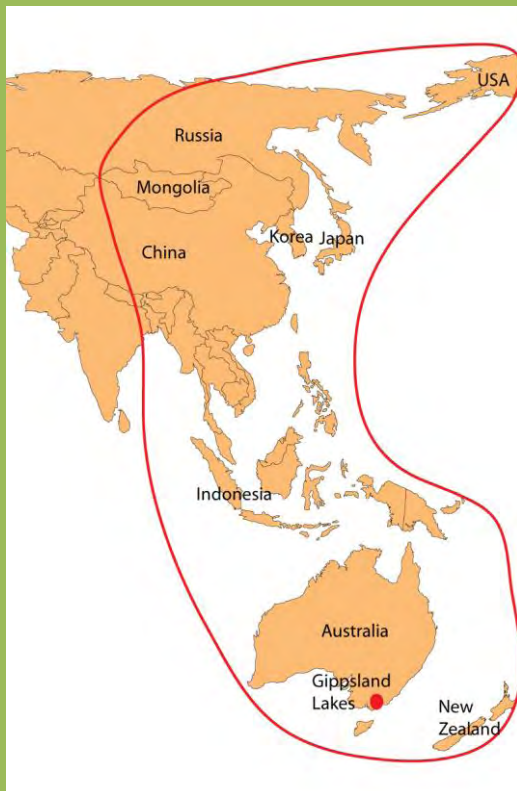 USA
Russia
Mongolia
Korea
Japan
China
Indonesia
Australia
Gippsland
Lakes
New
Zealand